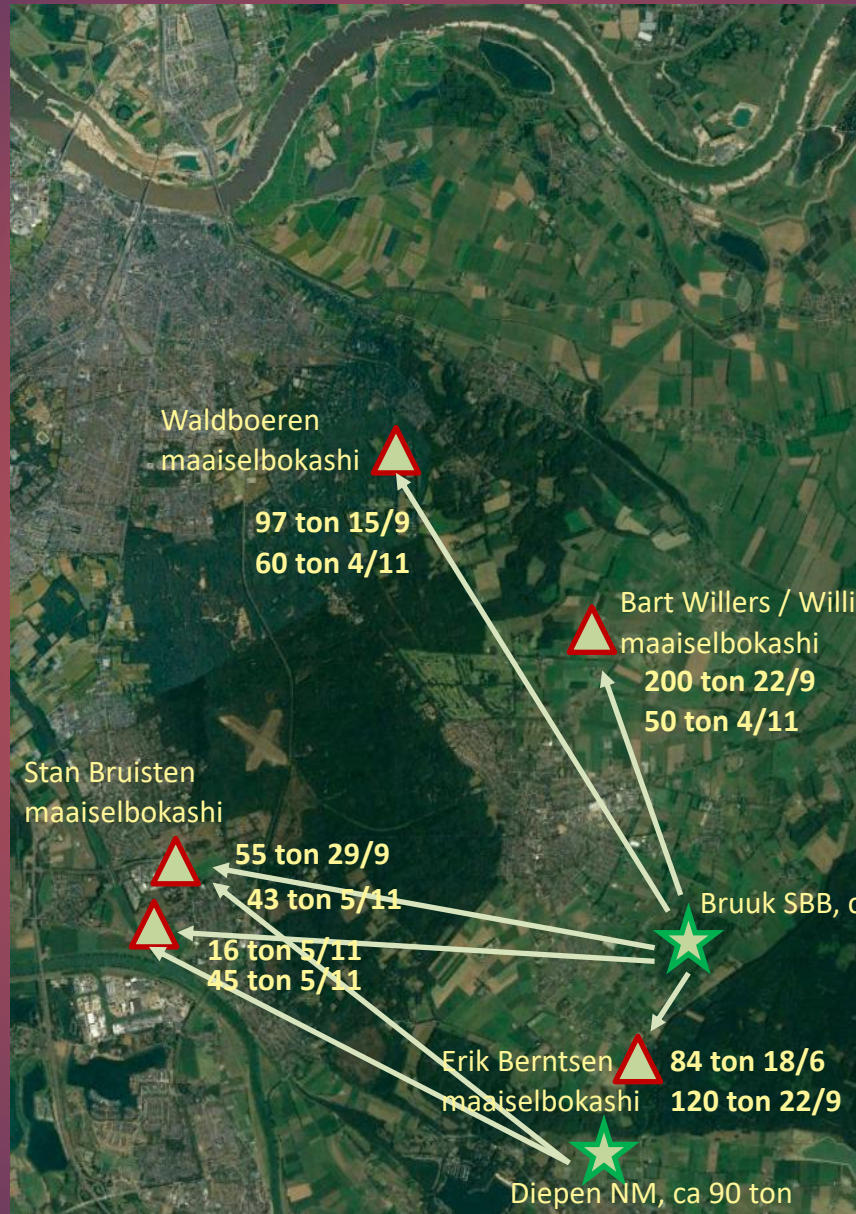 Waldboeren
maaiselbokashi
97 ton 15/9
60 ton 4/11
Bart Willers / Willi
maaiselbokashi
200 ton 22/9
50 ton 4/11
Stan Bruisten
maaiselbokashi
55 ton 29/9
43 ton 5/11
Bruuk SBB, c
16 ton 5/11
45 ton 5/11
Erik Berntsen
maaiselbokashi
84 ton 18/6
120 ton 22/9
Diepen NM, ca 90 ton